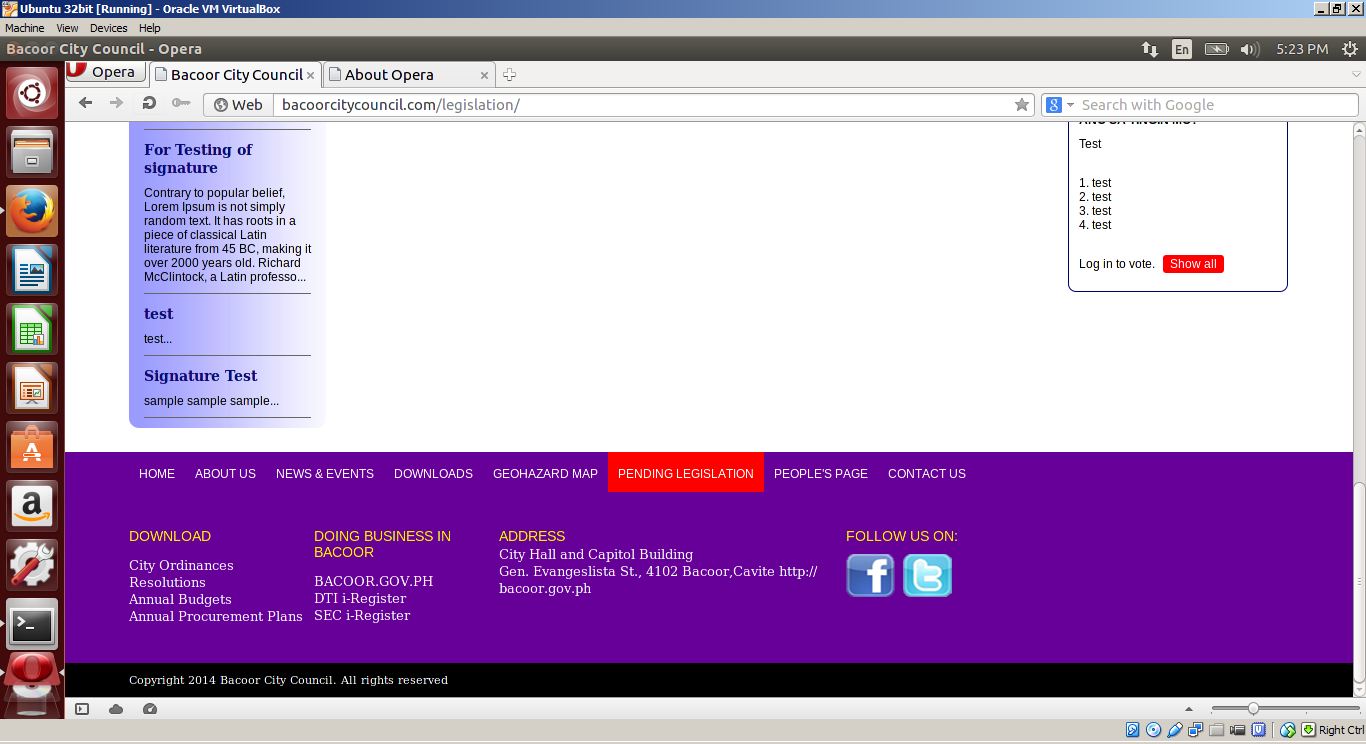 Ubuntu 32bit [Running] - Oracle VM VirtualBox
Machine View Devices Help
Bacoor City Council - Opera
En
5:23 PM
Opera
Bacoor City Council
About Opera
Web
bacoorcitycouncil.com/legislation/
Search with Google
For Testing of
signature
Contrary to popular belief,
Lorem Ipsum is not simply
random text. It has roots in a
piece of classical Latin
literature from 45 BC, making it
over 2000 years old. Richard
McClintock, a Latin professo...
test
test...
Signature Test
sample sample sample...
Test
1. test
2. test
3. test
4. test
Log in to vote. Show all
HOME ABOUT US NEWS & EVENTS DOWNLOADS GEOHAZARD MAP PENDING LEGISLATION PEOPLE'S PAGE CONTACT US
DOWNLOAD
City Ordinances
Resolutions
Annual Budgets
Annual Procurement Plans
DOING BUSINESS IN
BACOOR
BACOOR.GOV.PH
DTI i-Register
SEC i-Register
ADDRESS
City Hall and Capitol Building
Gen. Evangeslista St., 4102 Bacoor,Cavite http://
bacoor.gov.ph
FOLLOW US ON:
Copyright 2014 Bacoor City Council. All rights reserved
Right Ctrl